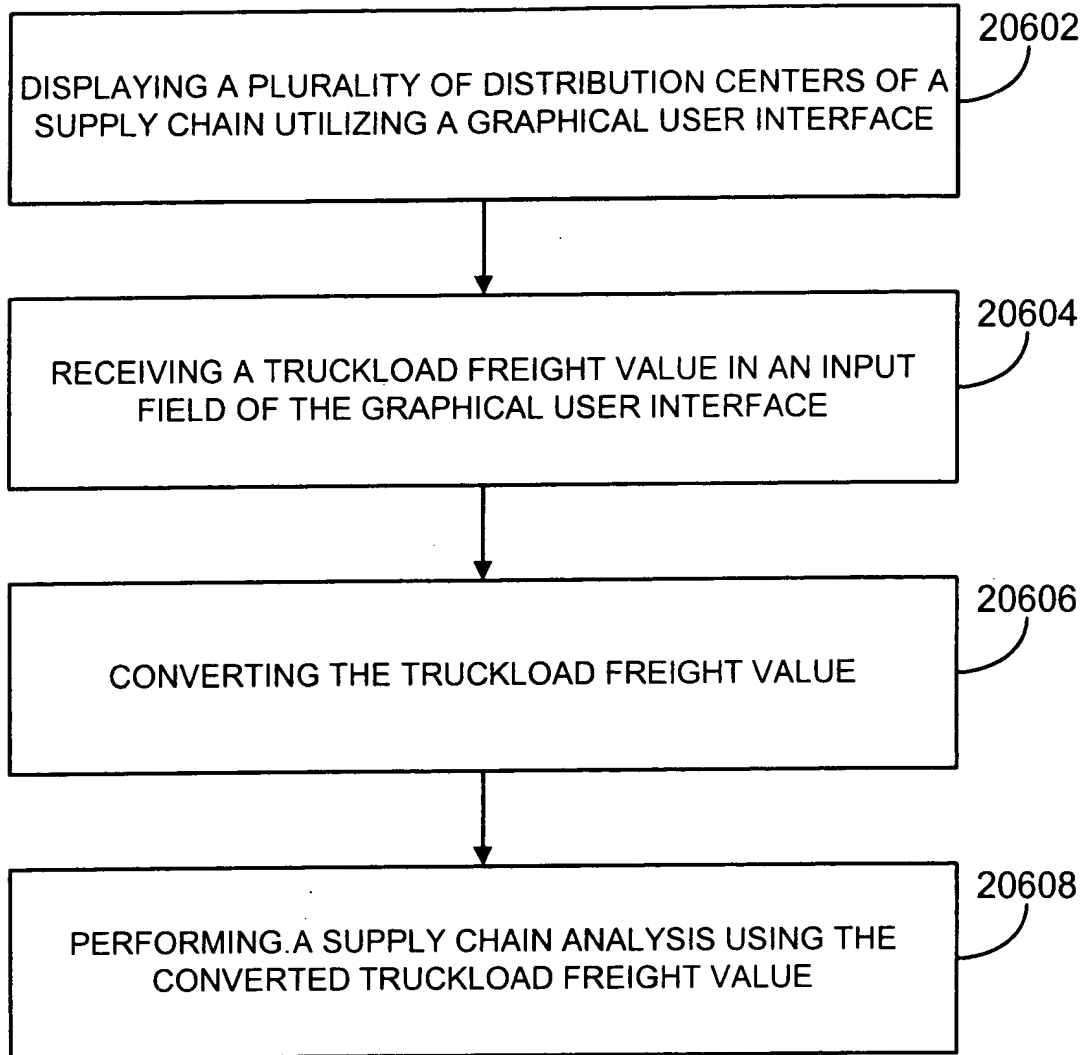 20602
DISPLAYING A PLURALITY OF DISTRIBUTION CENTERS OF A
SUPPLY CHAIN UTILIZING A GRAPHICAL USER INTERFACE
20604
RECEIVING A TRUCKLOAD FREIGHT VALUE IN AN INPUT
FIELD OF THE GRAPHICAL USER INTERFACE
20606
CONVERTING THE TRUCKLOAD FREIGHT VALUE
20608
PERFORMING A SUPPLY CHAIN ANALYSIS USING THE
CONVERTED TRUCKLOAD FREIGHT VALUE